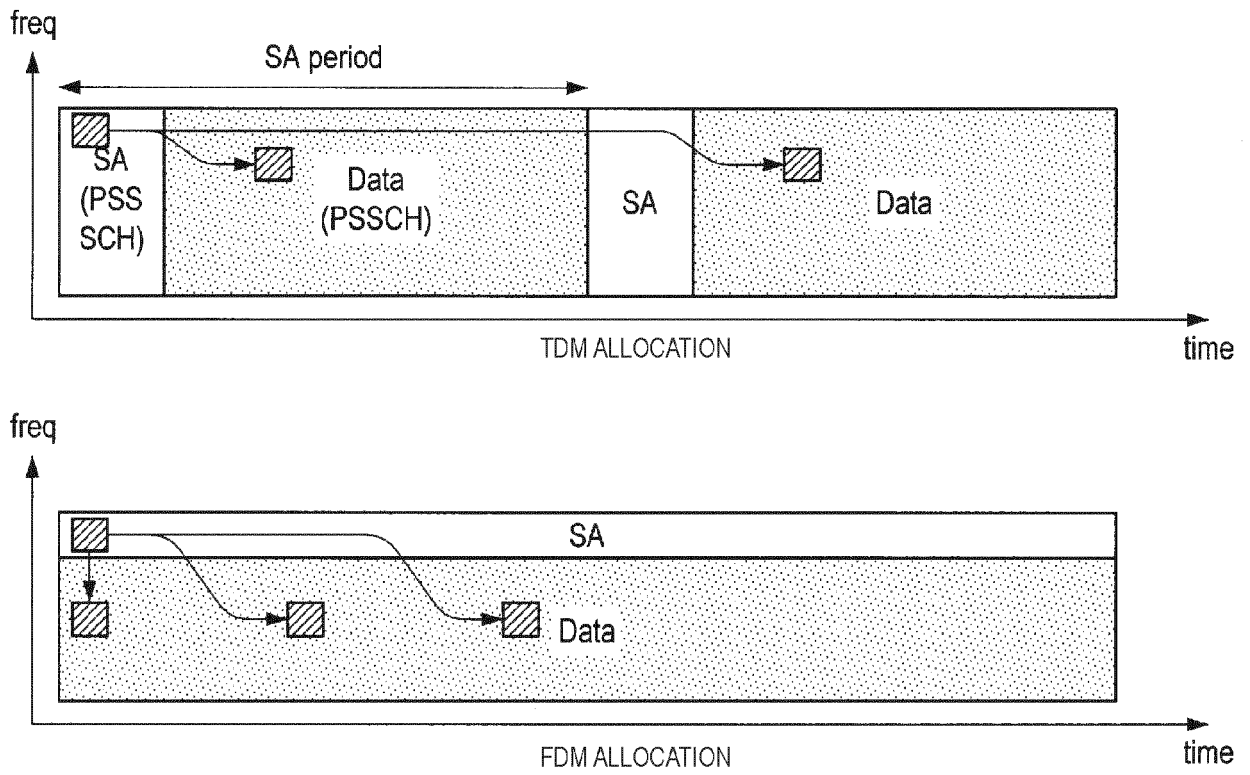 freq
SA period
SA
(PSS
SCH)
Data
(PSSCH)
SA
Data
TDM ALLOCATION
time
freq
SA
Data
FDM ALLOCATION
time